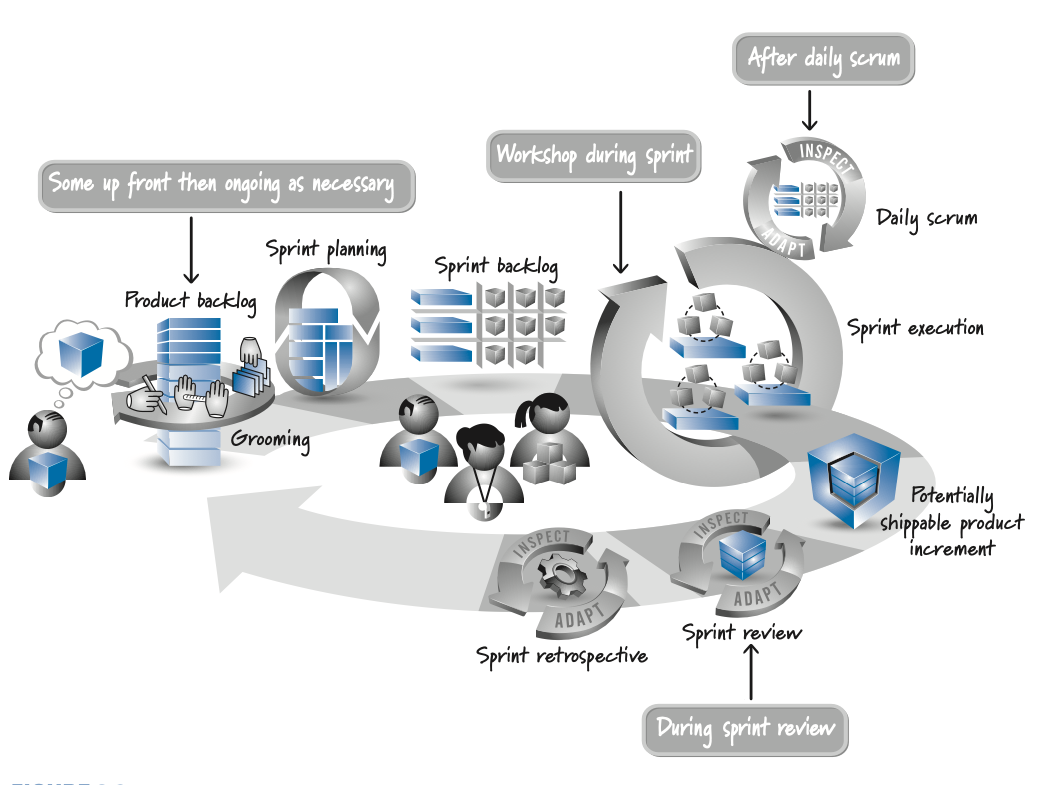 After daily scrum
Workshop during sprint
INSPECT
Some up front then ongoing as necessary
Daily scrum
ADAPT
Sprint planning
Sprint backlog
Product backlog
Sprint execution
Grooming
Potentially
shippable product
increment
INSPECT
INSPECT
ADAPT
ADAPT
Sprint review
Sprint retrospective
During sprint review